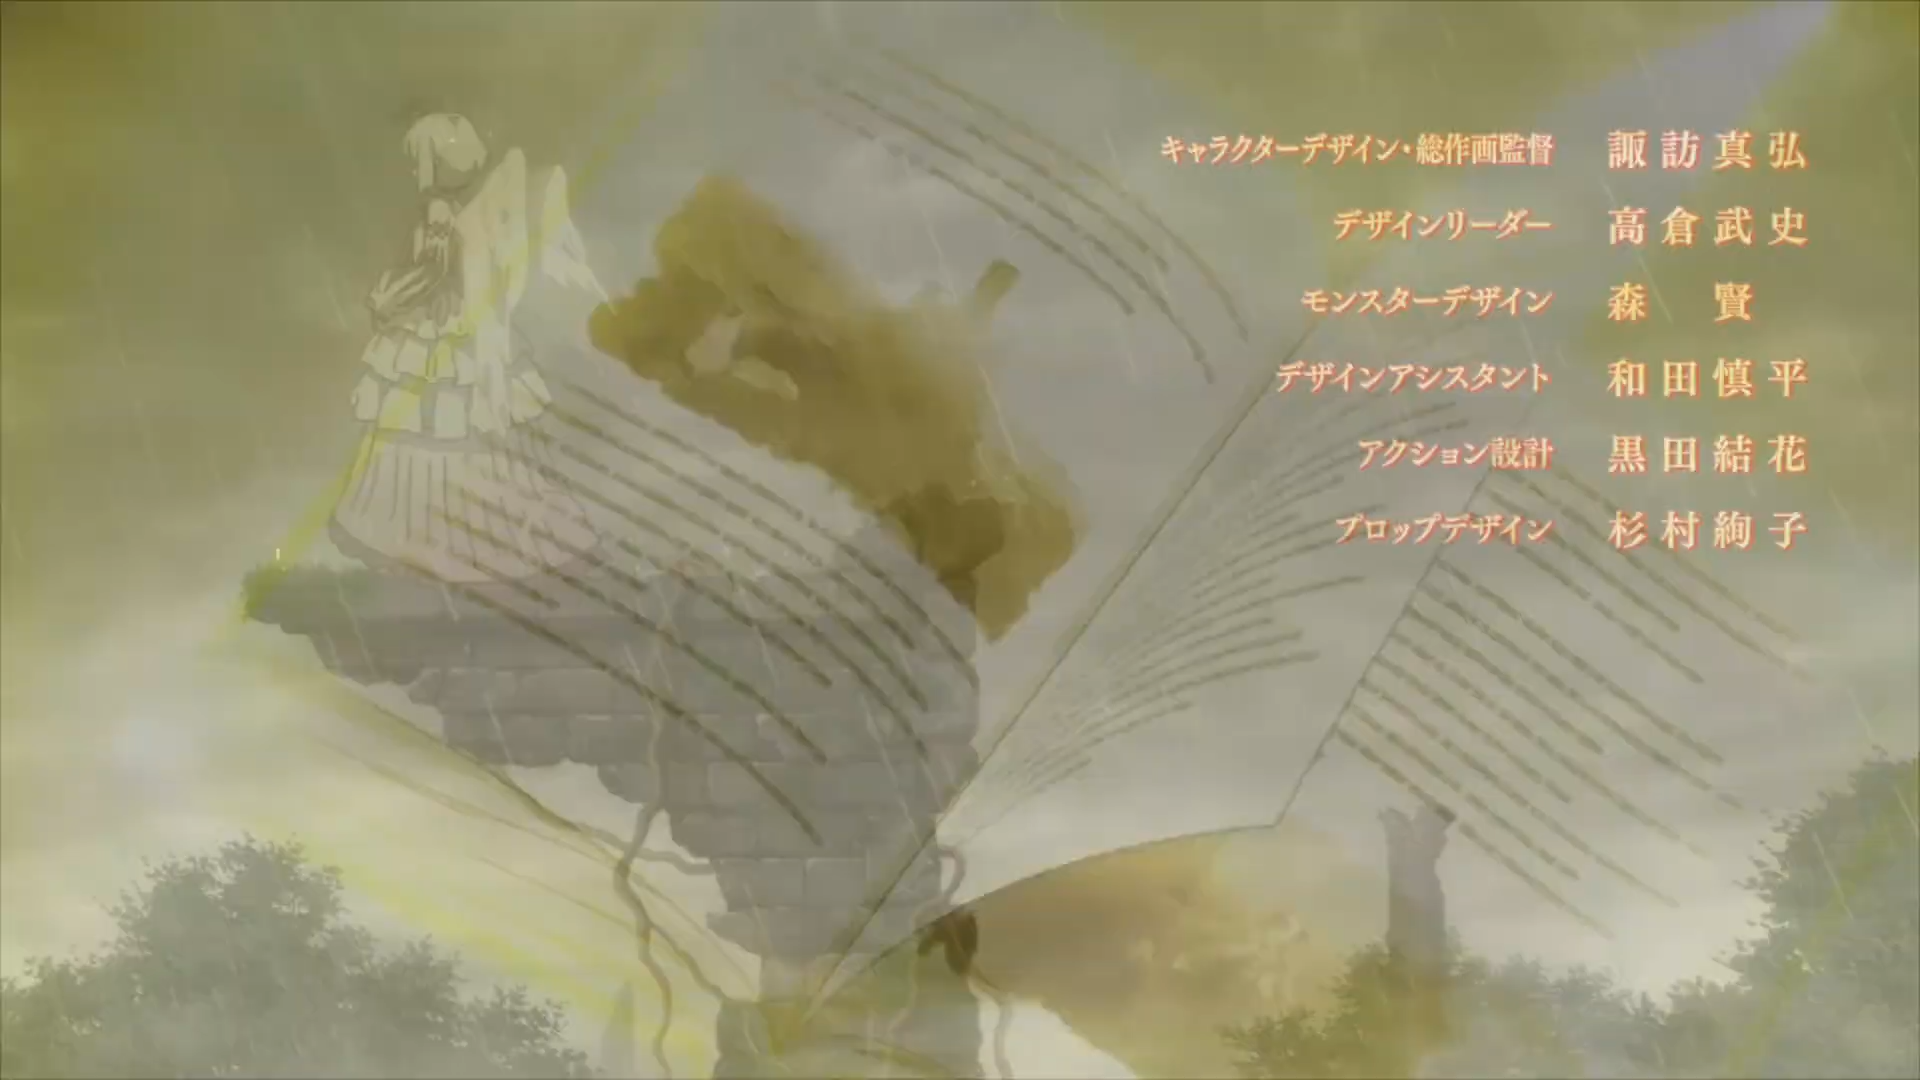 キャラクターデザイン・総作画監督 諏訪真弘
デザインリーダー 高倉武史
モンスターデザイン 森 賢
デザインアシスタント 和田慎平
アクション設計 黒田結花
プロップデザイン 杉村絢子